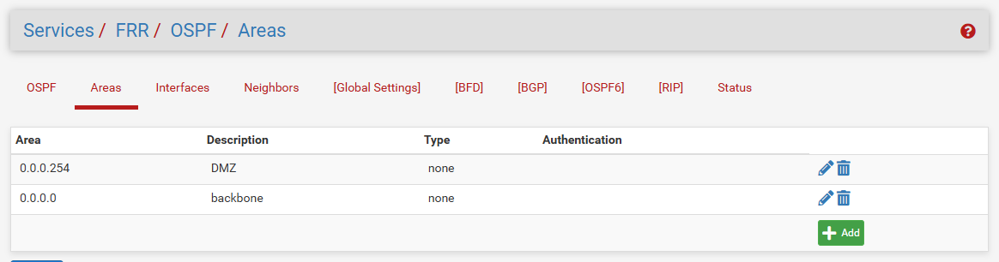 Services / FRR / OSPF / Areas
OSPF Areas Interfaces Neighbors [Global Settings] [BFD] [BGP] [OSPF6] [RIP] Status
Area Description Type Authentication
0.0.0.254 DMZ none
0.0.0.0 backbone none
Add